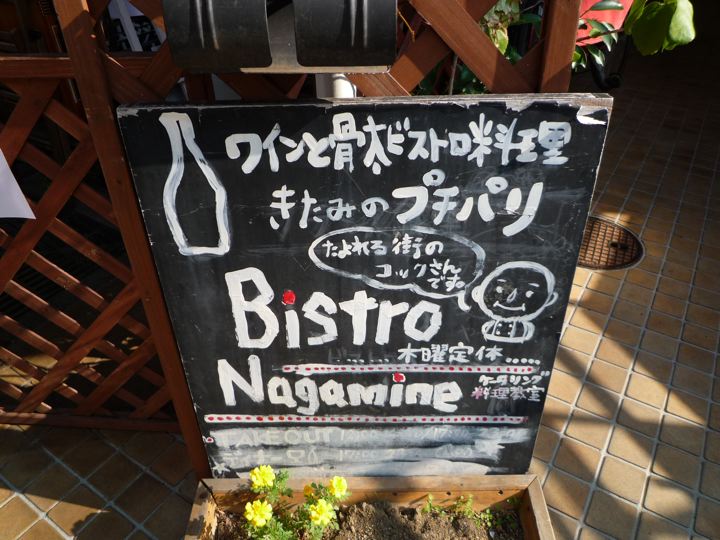 ワインと骨太ビストロ料理
きたみのプチパリ
たよれる街の
コックさん
です。
Bistro
木曜定休......
Nagamine
ケータリング
料理教室
TAKEOUT